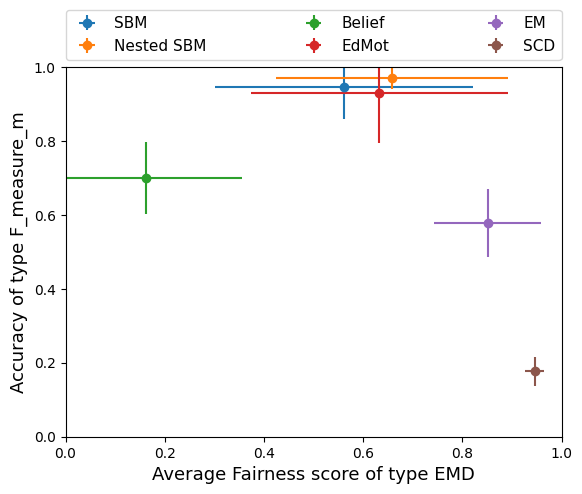 SBM Belief EM
Nested SBM EdMot SCD
1.0
0.8
0.6
0.4
0.2
0.0
Accuracy of type F_measure_m
0.0 0.2 0.4 0.6 0.8 1.0
Average Fairness score of type EMD